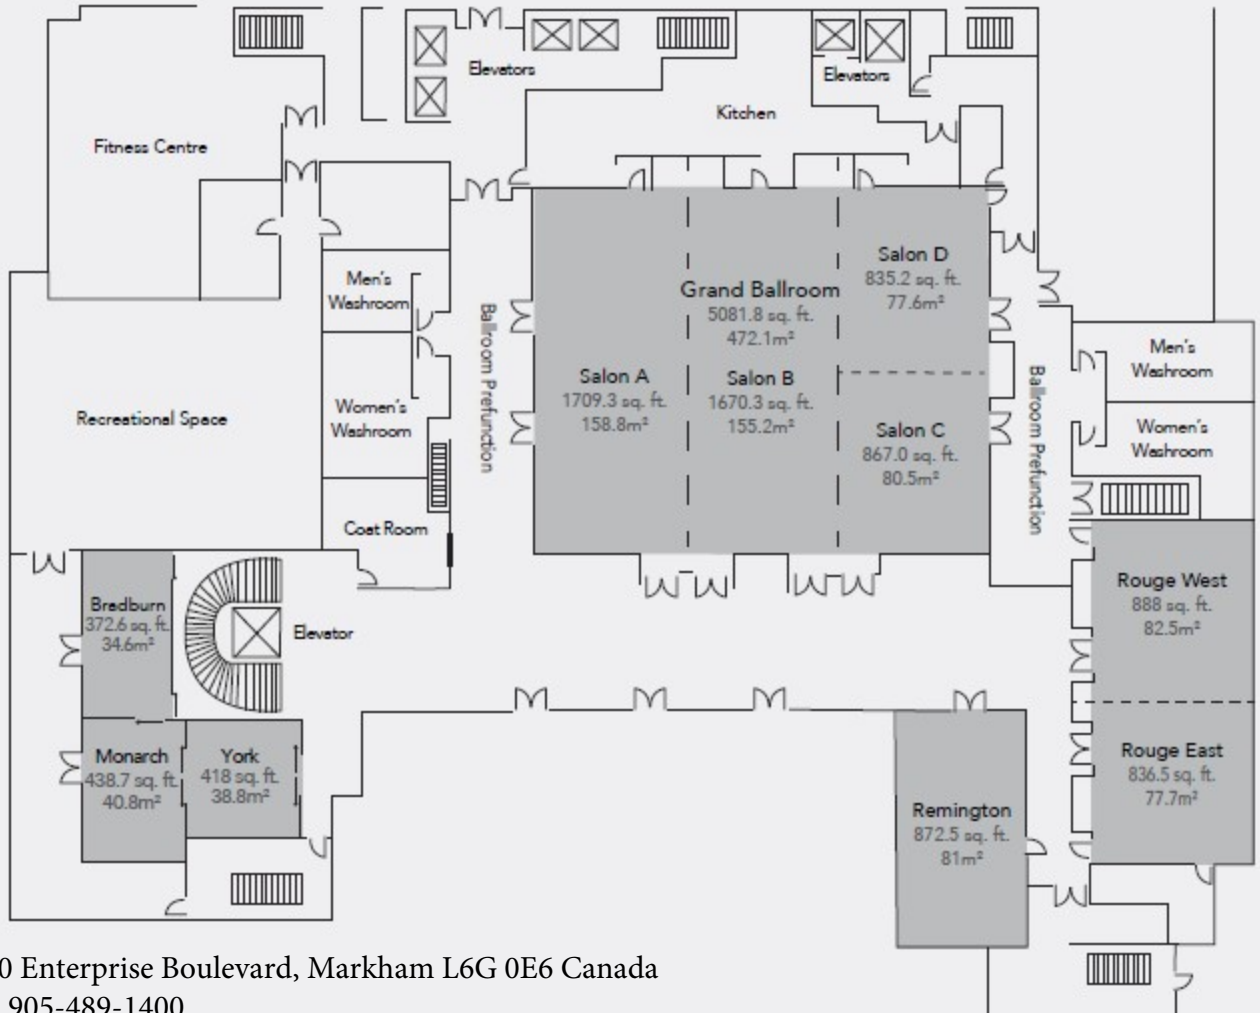 Elevators
Elevators
Kitchen
Fitness Centre
Men's
Washroom
Women's
Washroom
Recreational Space
Coat Room
Ballroom Prefunction
Grand Ballroom
5081.8 sq. ft.
472.1m²
Salon A
1709.3 sq. ft.
158.8m²
Salon B
1670.3 sq. ft.
155.2m²
Salon D
835.2 sq. ft.
77.6m²
Salon C
867.0 sq. ft.
80.5m²
Ballroom Prefunction
Men's
Washroom
Women's
Washroom
Rouge West
888 sq. ft.
82.5m²
Rouge East
836.5 sq. ft.
77.7m²
Bradburn
372.6 sq. ft.
34.6m²
Elevator
Monarch
438.7 sq. ft.
40.8m²
York
418 sq. ft.
38.8m²
Remington
872.5 sq. ft.
81m²
0 Enterprise Boulevard, Markham L6G 0E6 Canada
905-489-1400